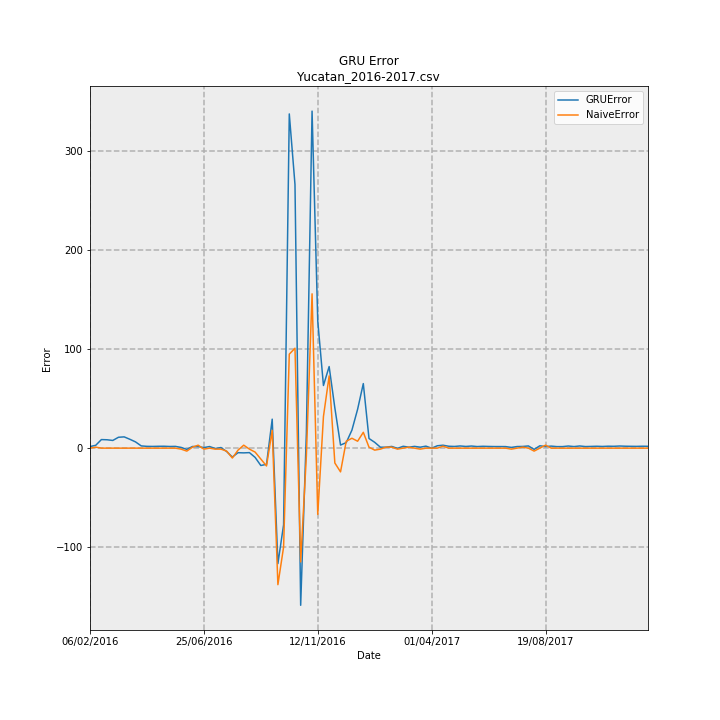 GRU Error
Yucatan_2016-2017.csv
GRUError
NaiveError
300
200
100
0
−100
Error
06/02/2016
25/06/2016
12/11/2016
01/04/2017
19/08/2017
Date